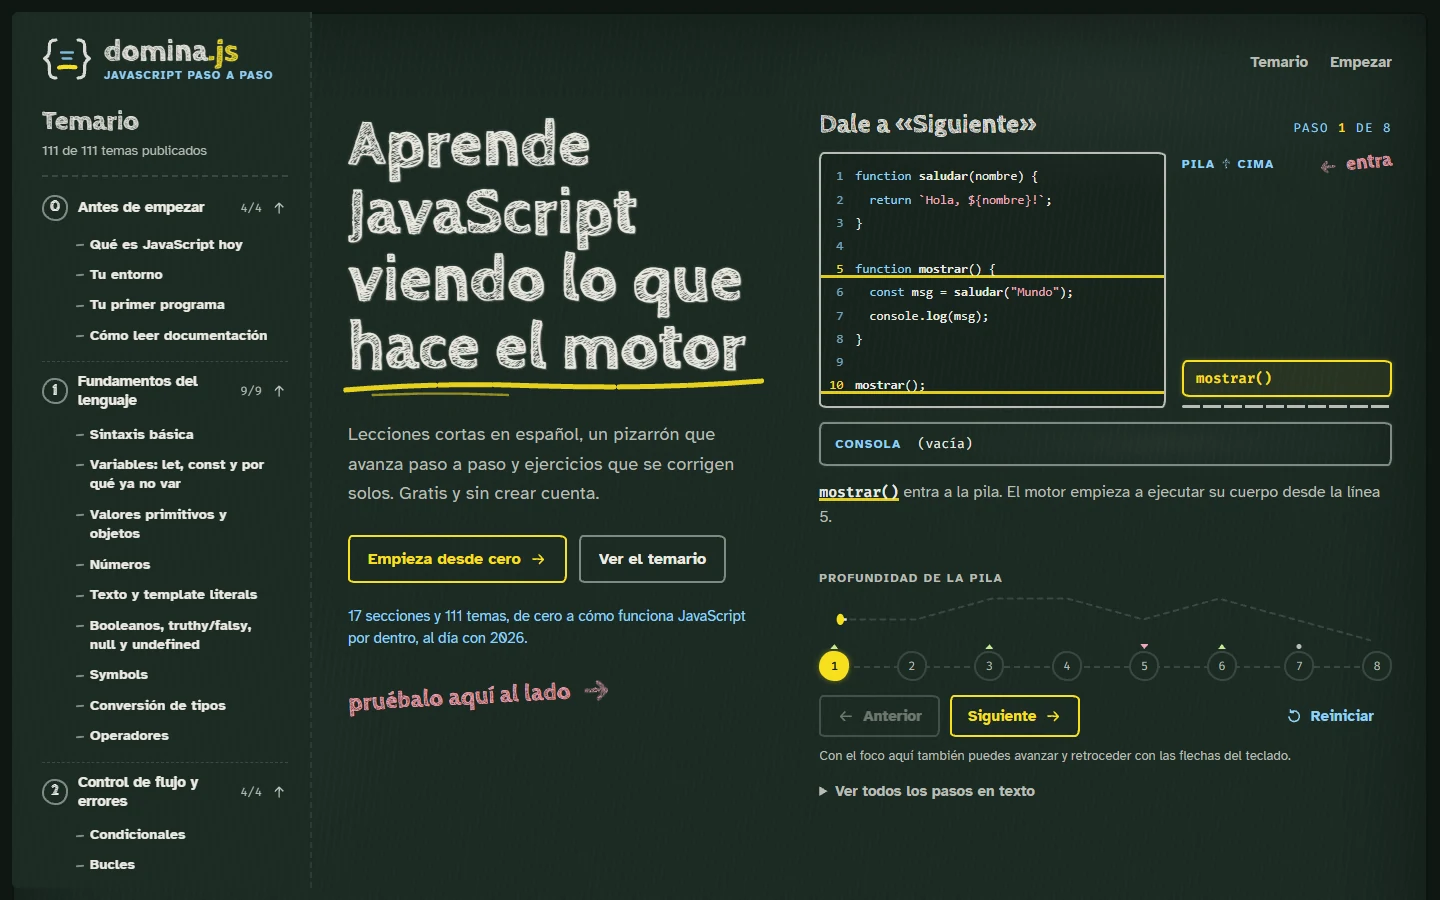 domina.js
JAVASCRIPT PASO A PASO
Temario
111 de 111 temas publicados
0 Antes de empezar 4/4 ↑
– Qué es JavaScript hoy
– Tu entorno
– Tu primer programa
– Cómo leer documentación
1 Fundamentos del
lenguaje 9/9 ↑
– Sintaxis básica
– Variables: let, const y por
qué ya no var
– Valores primitivos y
objetos
– Números
– Texto y template literals
– Booleanos, truthy/falsy,
null y undefined
– Symbols
– Conversión de tipos
– Operadores
2 Control de flujo y
errores 4/4 ↑
– Condicionales
– Bucles
Temario Empezar
Aprende
JavaScript
viendo lo que
hace el motor
Lecciones cortas en español, un pizarrón que
avanza paso a paso y ejercicios que se corrigen
solos. Gratis y sin crear cuenta.
Empieza desde cero →
Ver el temario
17 secciones y 111 temas, de cero a cómo funciona JavaScript
por dentro, al día con 2026.
pruébalo aquí al lado →
Dale a «Siguiente»
PASO 1 DE 8
1 function saludar(nombre) {
2   return `Hola, ${nombre}!`;
3 }
4
5 function mostrar() {
6   const msg = saludar("Mundo");
7   console.log(msg);
8 }
9
10 mostrar();
PILA ↑ CIMA
← entra
mostrar()
CONSOLA (vacía)
mostrar() entra a la pila. El motor empieza a ejecutar su cuerpo desde la línea
5.
PROFUNDIDAD DE LA PILA
1 2 3 4 5 6 7 8
← Anterior
Siguiente →
Reiniciar
Con el foco aquí también puedes avanzar y retroceder con las flechas del teclado.
▶ Ver todos los pasos en texto